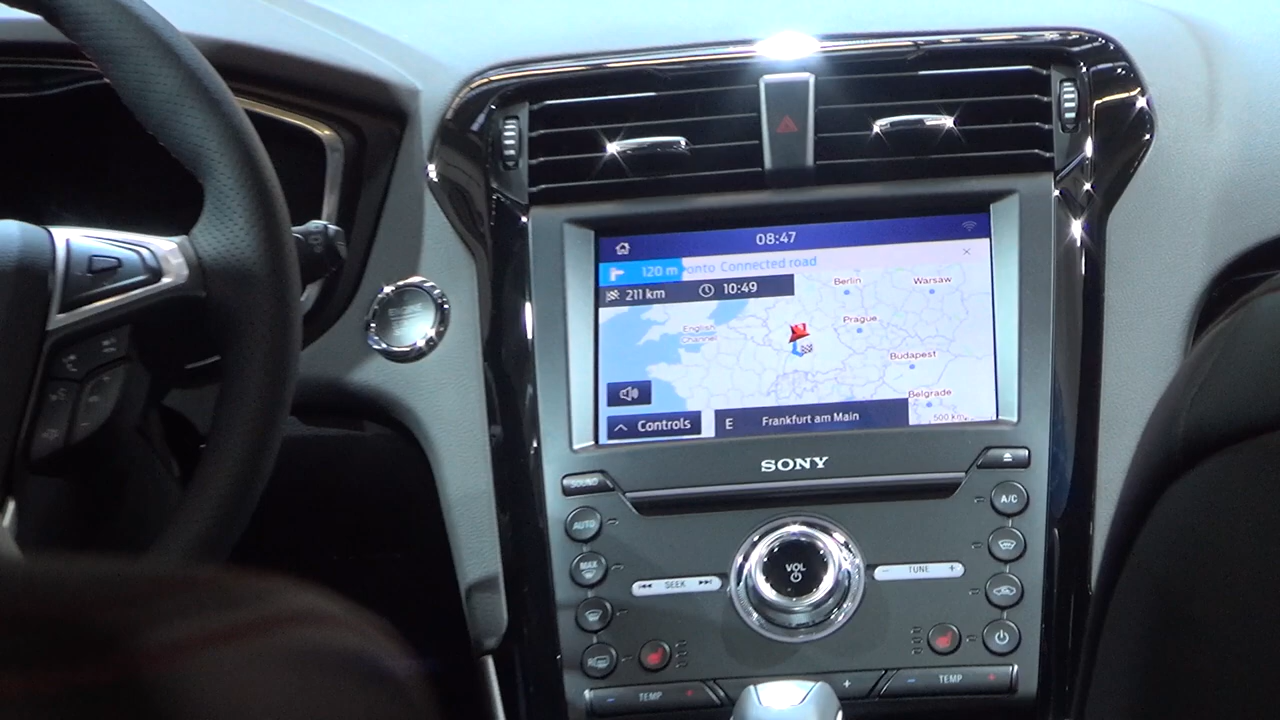 08:47
120 m onto Connected road
211 km 10:49
Berlin
Warsaw
English
Channel
Prague
Budapest
Belgrade
500 km
Controls
E Frankfurt am Main
SONY
SOUND
A/C
AUTO
MAX
VOL
SEEK
- TUNE +
R
- TEMP +
+
- TEMP +